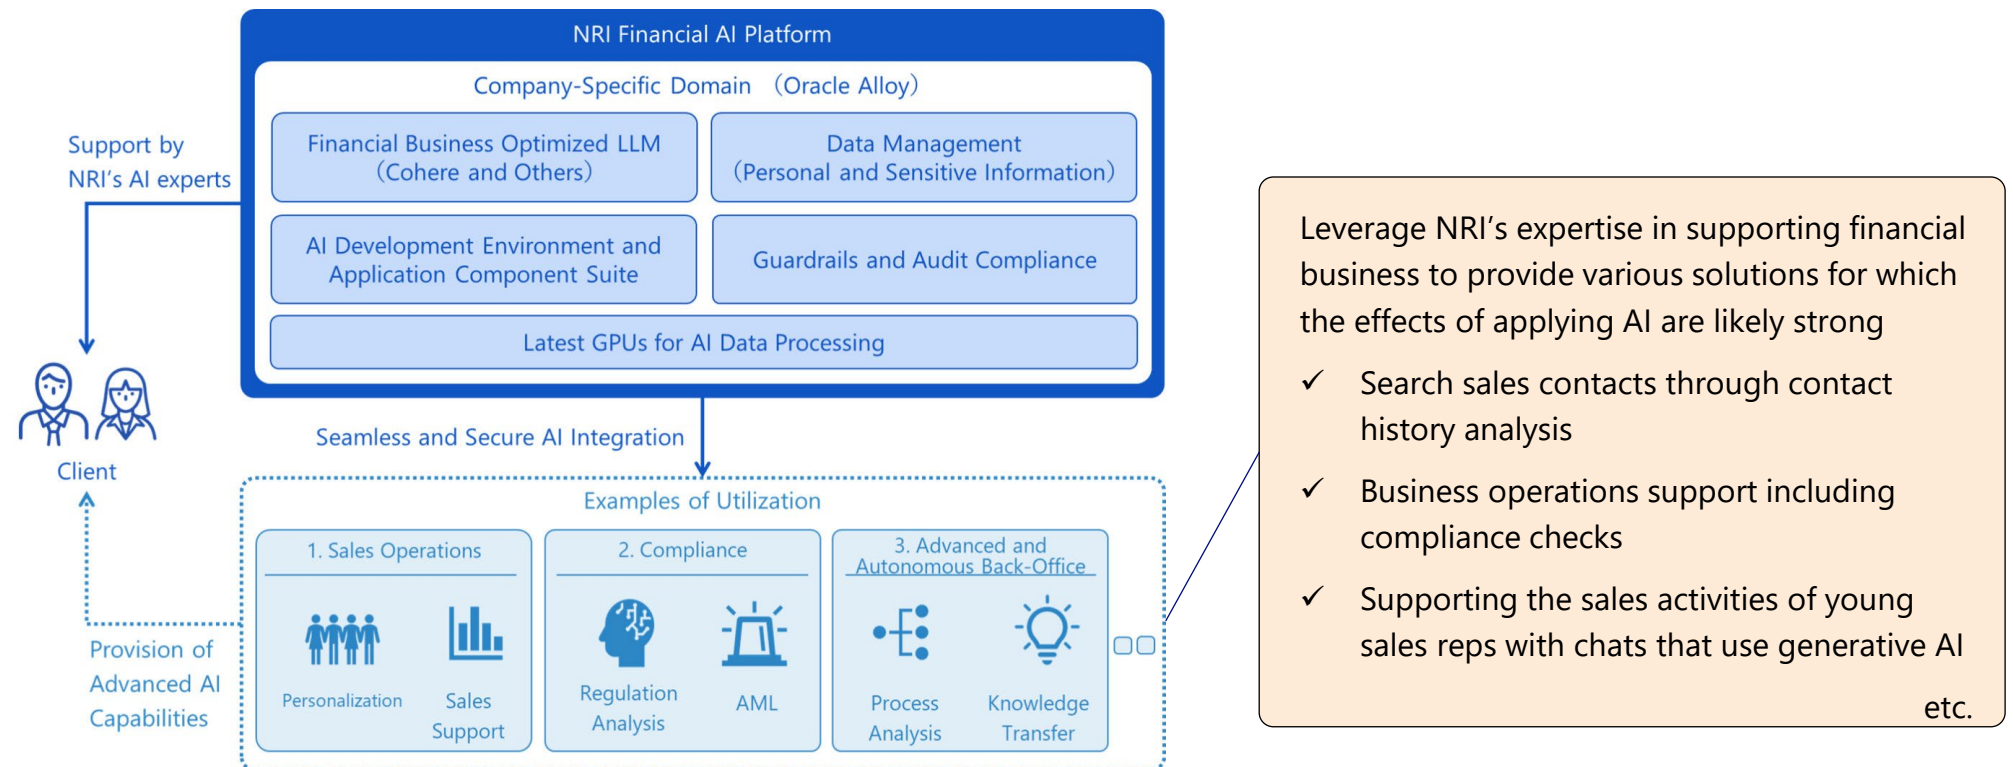 NRI Financial AI Platform
Company-Specific Domain （Oracle Alloy）
Financial Business Optimized LLM
（Cohere and Others）
Data Management
（Personal and Sensitive Information）
AI Development Environment and
Application Component Suite
Guardrails and Audit Compliance
Latest GPUs for AI Data Processing
Support by
NRI’s AI experts
Client
Seamless and Secure AI Integration
Provision of
Advanced AI
Capabilities
Examples of Utilization
1. Sales Operations
Personalization
Sales
Support
2. Compliance
Regulation
Analysis
AML
3. Advanced and
Autonomous Back-Office
Process
Analysis
Knowledge
Transfer
Leverage NRI’s expertise in supporting financial
business to provide various solutions for which
the effects of applying AI are likely strong
✓ Search sales contacts through contact
history analysis
✓ Business operations support including
compliance checks
✓ Supporting the sales activities of young
sales reps with chats that use generative AI
etc.